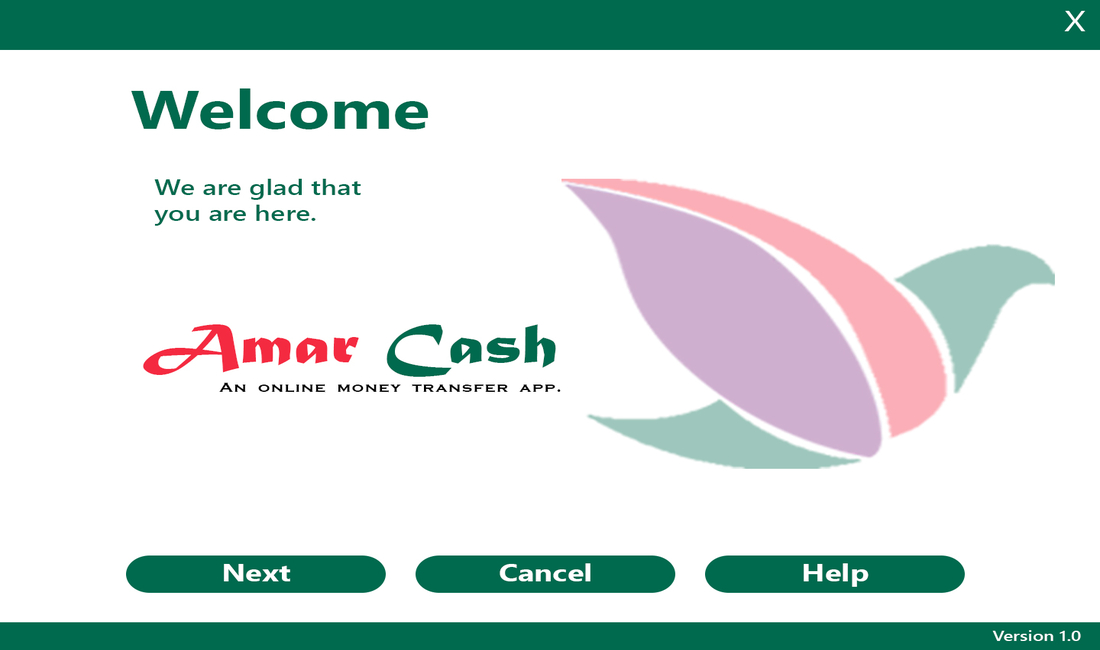 X
Welcome
We are glad that
you are here.
Amar Cash
An online money transfer app.
Next Cancel Help
Version 1.0